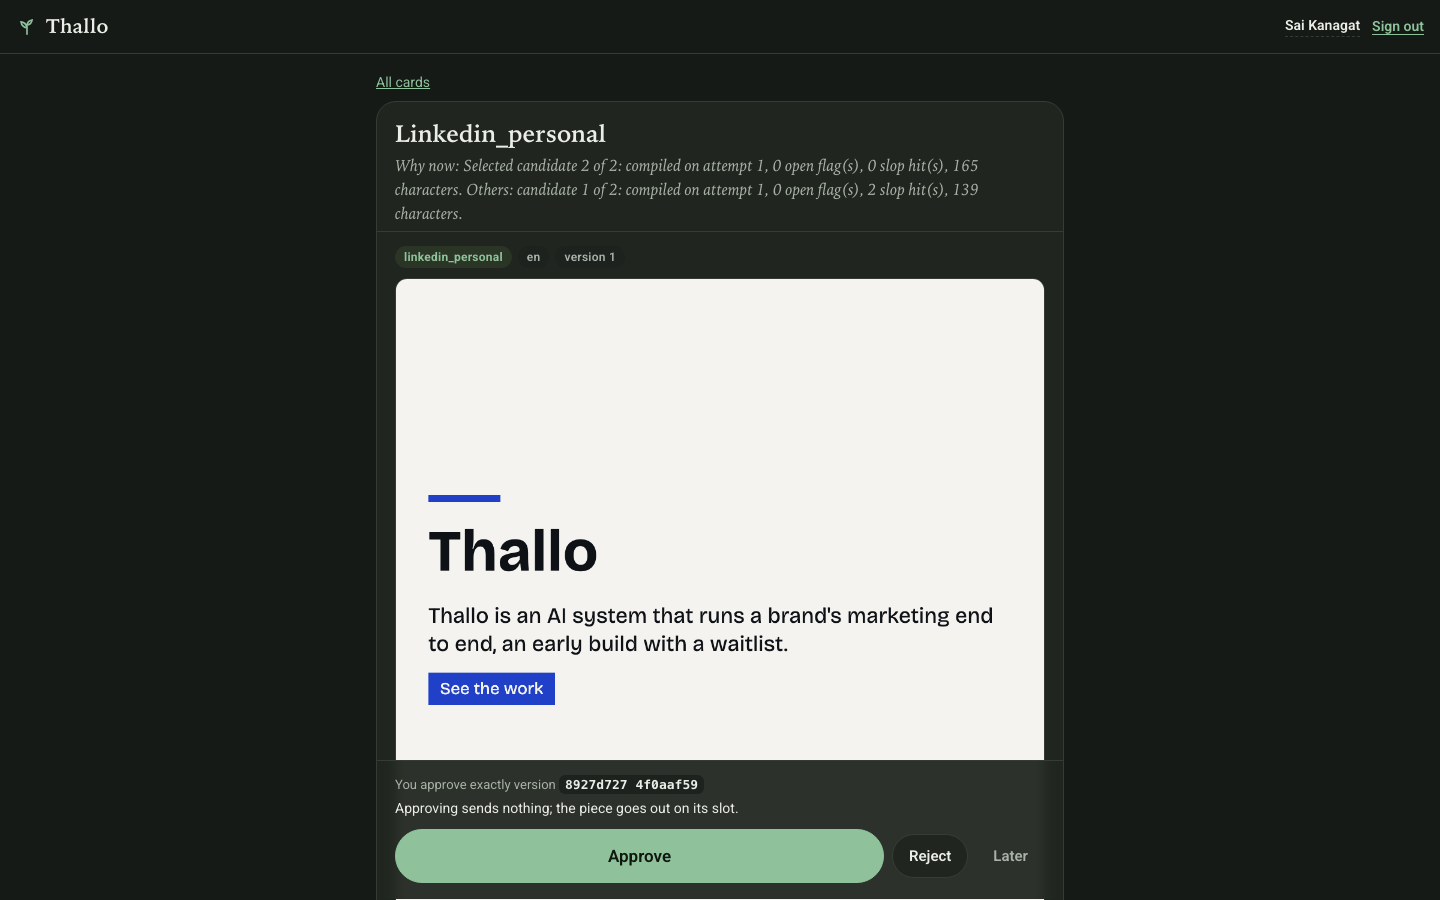 Thallo
Sai Kanagat
Sign out
All cards
Linkedin_personal
Why now: Selected candidate 2 of 2: compiled on attempt 1, 0 open flag(s), 0 slop hit(s), 165
characters. Others: candidate 1 of 2: compiled on attempt 1, 0 open flag(s), 2 slop hit(s), 139
characters.
linkedin_personal
en
version 1
Thallo
Thallo is an AI system that runs a brand's marketing end
to end, an early build with a waitlist.
See the work
You approve exactly version 8927d727 4f0aaf59
Approving sends nothing; the piece goes out on its slot.
Approve
Reject
Later